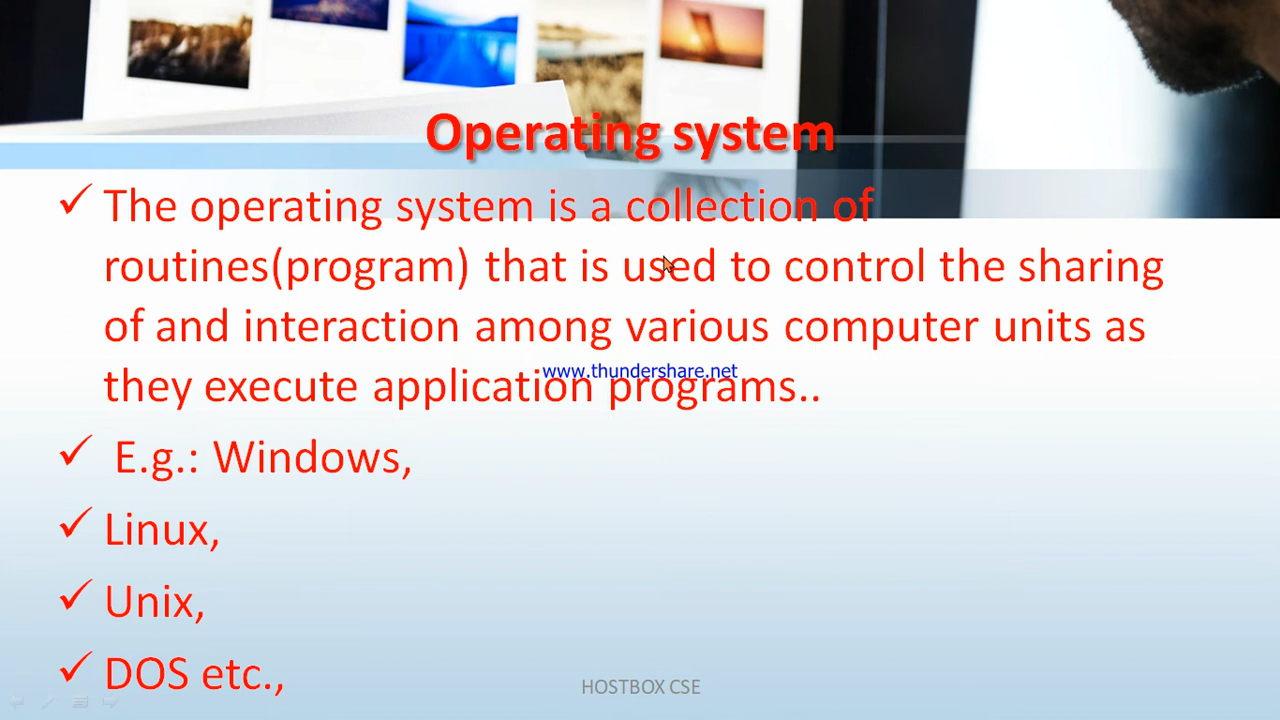 Operating system
✓ The operating system is a collection of
routines(program) that is used to control the sharing
of and interaction among various computer units as
www.thundershare.net
they execute application programs..
✓ E.g.: Windows,
✓ Linux,
✓ Unix,
✓ DOS etc.,
HOSTBOX CSE